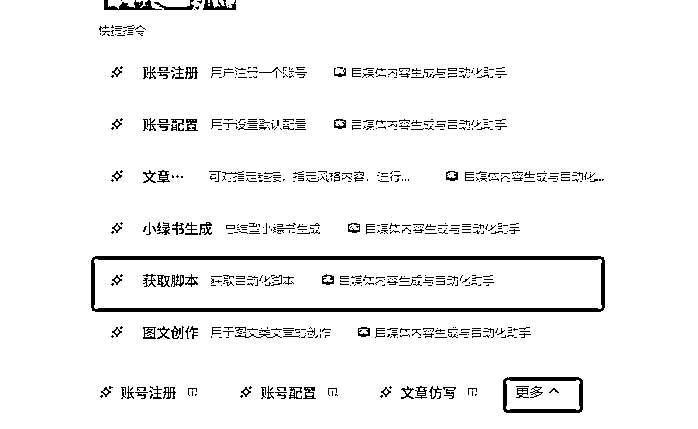 快捷指令
账号注册 用户注册一个账号 自媒体内容生成与自动化助手
账号配置 用于设置默认配置 自媒体内容生成与自动化助手
文章… 可对指定链接，指定风格内容，进行... 自媒体内容生成与自动化...
小绿书生成 总结型小绿书生成 自媒体内容生成与自动化助手
获取脚本 获取自动化脚本 自媒体内容生成与自动化助手
图文创作 用于图文类文章的创作 自媒体内容生成与自动化助手
账号注册 账号配置 文章仿写 更多